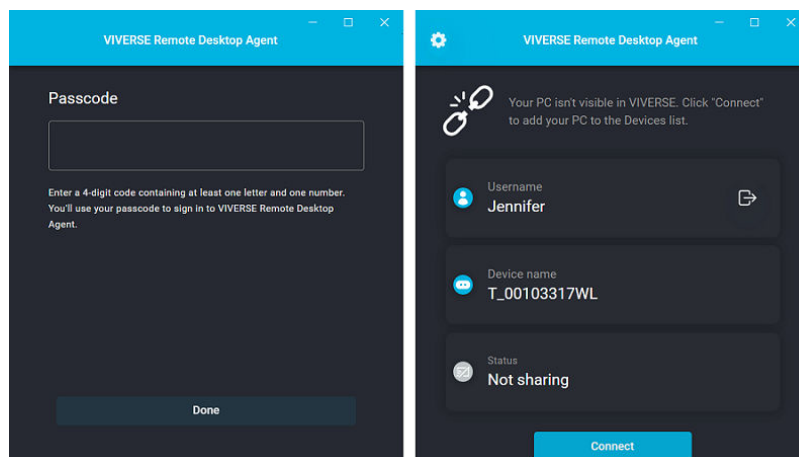 VIVERSE Remote Desktop Agent
Passcode
Enter a 4-digit code containing at least one letter and one number.
You'll use your passcode to sign in to VIVERSE Remote Desktop
Agent.
Done
VIVERSE Remote Desktop Agent
Your PC isn't visible in VIVERSE. Click "Connect"
to add your PC to the Devices list.
Username
Jennifer
Device name
T_00103317WL
Status
Not sharing
Connect